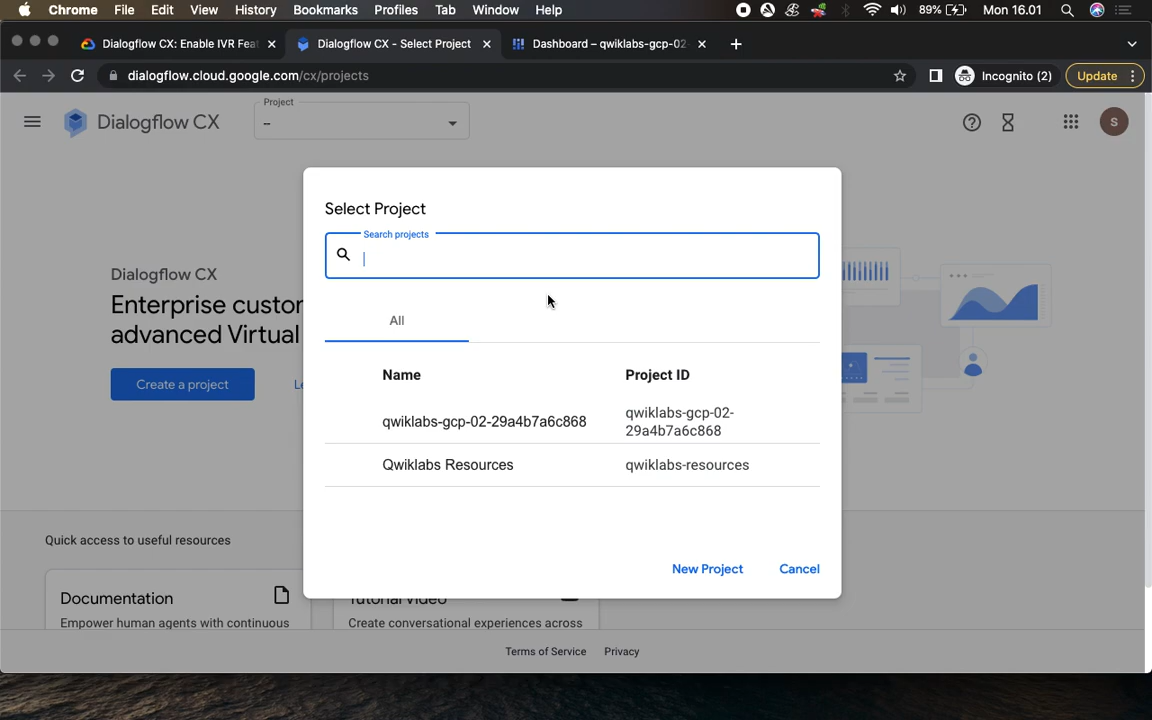 Chrome File Edit View History Bookmarks Profiles Tab Window Help 89% Mon 16.01
Dialogflow CX: Enable IVR Fea Dialogflow CX - Select Project Dashboard – qwiklabs-gcp-02
dialogflow.cloud.google.com/cx/projects Incognito (2) Update
Project
Dialogflow CX -- S
Select Project
Search projects
Dialogflow CX
Enterprise custor
advanced Virtual
All
Create a project Le
Name Project ID
qwiklabs-gcp-02-29a4b7a6c868 qwiklabs-gcp-02-
29a4b7a6c868
Qwiklabs Resources qwiklabs-resources
Quick access to useful resources
New Project Cancel
Documentation Tutorial video
Empower human agents with continuous Create conversational experiences across
Terms of Service Privacy